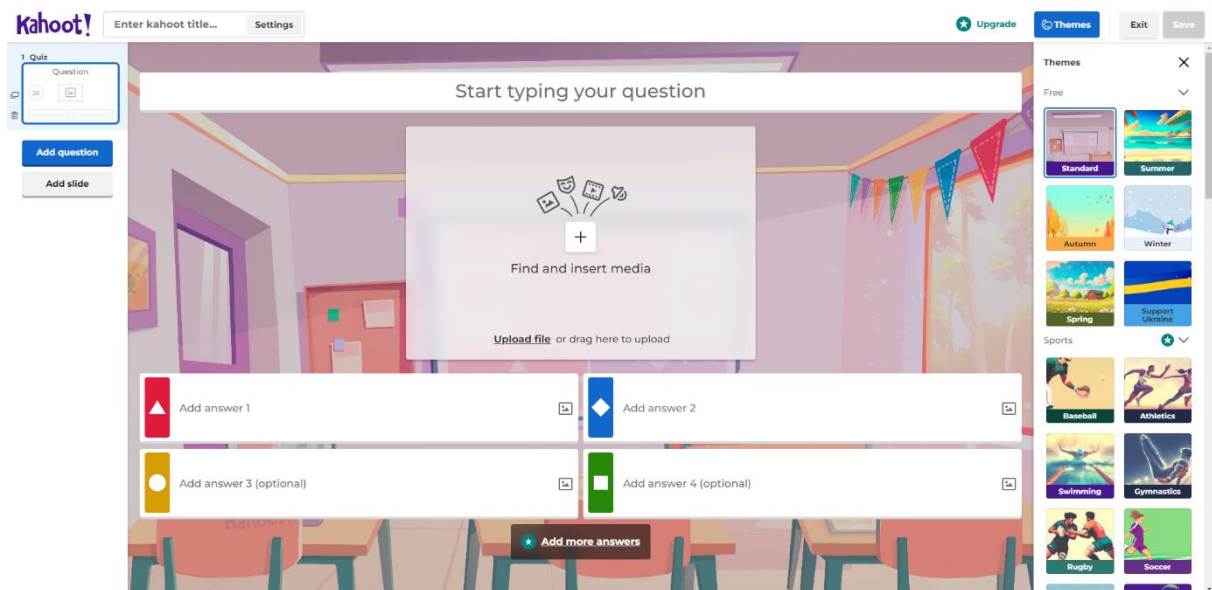 Kahoot!
Enter kahoot title...
Settings
Upgrade
Themes
Exit
Save
1 Quiz
Question
20
Add question
Add slide
Start typing your question
Find and insert media
Upload file or drag here to upload
Add answer 1
Add answer 2
Add answer 3 (optional)
Add answer 4 (optional)
Kahoot!
Add more answers
Themes
Free
Standard
Summer
Autumn
Winter
Spring
Support
Ukraine
Sports
Baseball
Athletics
Swimming
Gymnastics
Rugby
Soccer